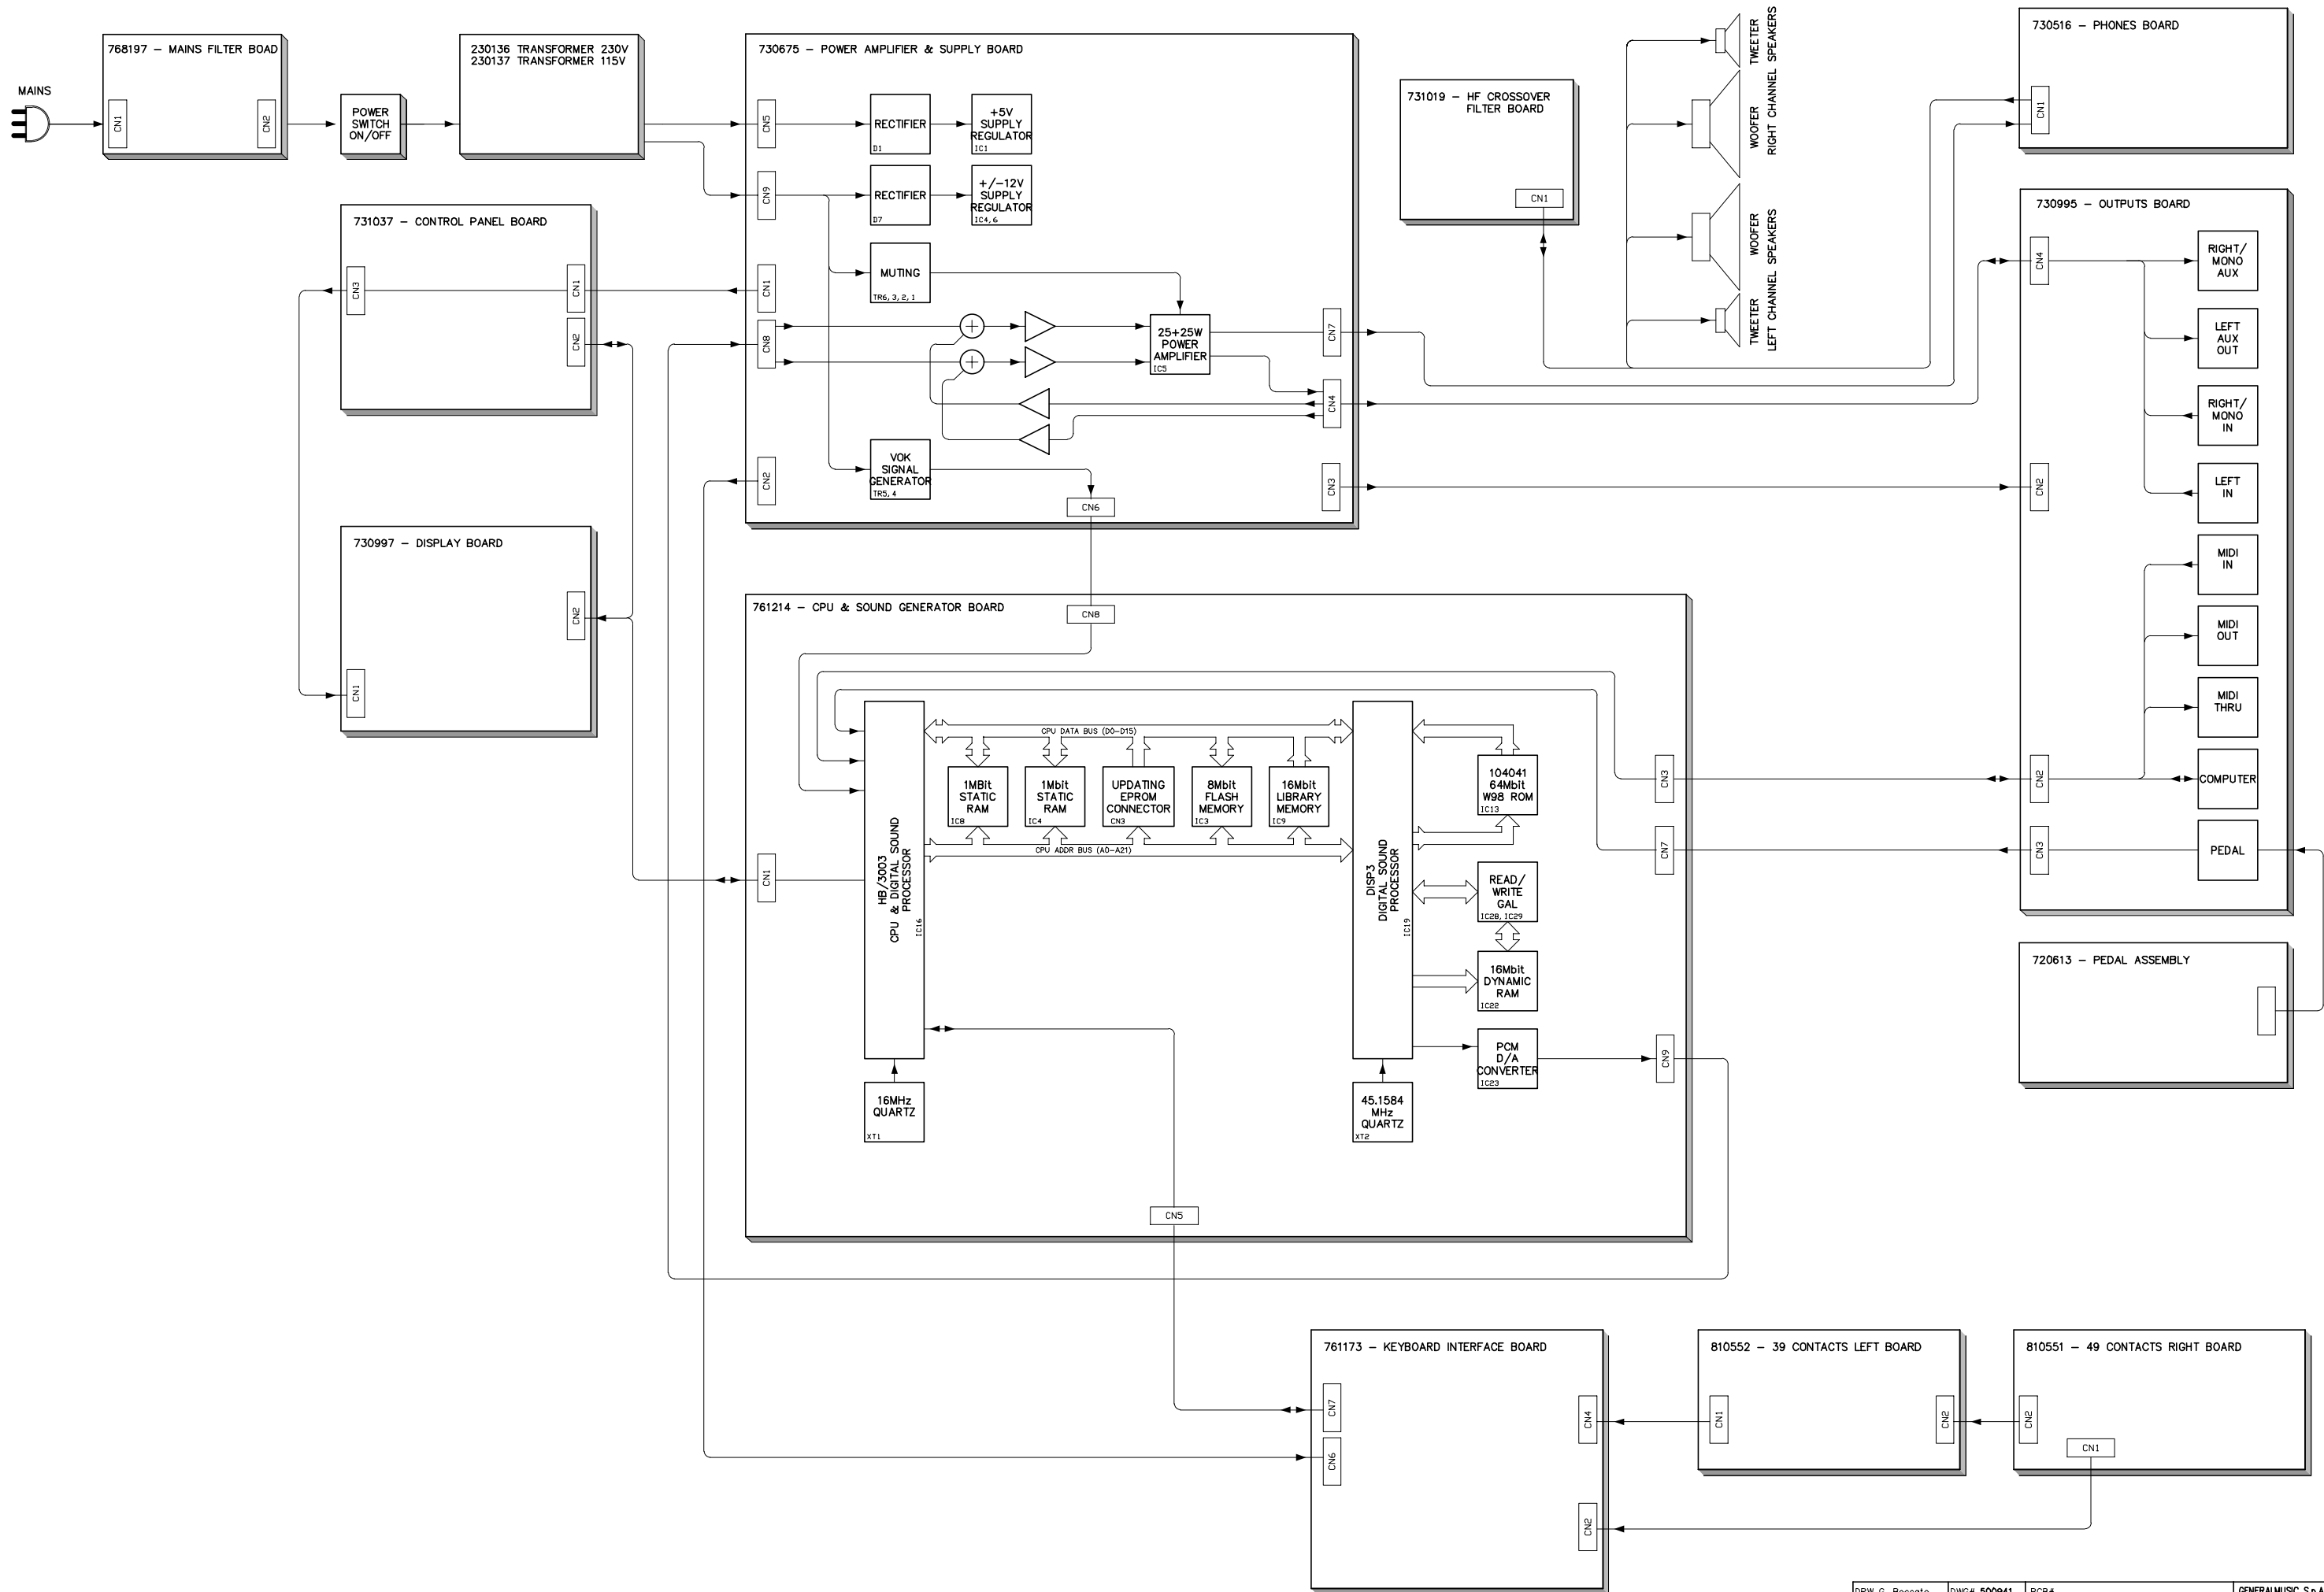 768197 – MAINS FILTER BOAD
MAINS
CN1
CN2
POWER
SWITCH
ON/OFF
230136 TRANSFORMER 230V
230137 TRANSFORMER 115V
730675 – POWER AMPLIFIER & SUPPLY BOARD
CN5
RECTIFIER
D1
+5V
SUPPLY
REGULATOR
IC1
CN9
RECTIFIER
D7
+/–12V
SUPPLY
REGULATOR
IC4,6
MUTING
TR6,3,2,1
CN1
CN8
25+25W
POWER
AMPLIFIER
IC5
CN7
CN4
CN2
VOK
SIGNAL
GENERATOR
TR5,4
CN6
CN3
731019 – HF CROSSOVER
FILTER BOARD
CN1
TWEETER
WOOFER
RIGHT CHANNEL SPEAKERS
WOOFER
TWEETER
LEFT CHANNEL SPEAKERS
730516 – PHONES BOARD
CN1
730995 – OUTPUTS BOARD
CN4
RIGHT/
MONO
AUX
LEFT
AUX
OUT
RIGHT/
MONO
IN
CN2
LEFT
IN
MIDI
IN
MIDI
OUT
MIDI
THRU
CN2
COMPUTER
CN3
PEDAL
720613 – PEDAL ASSEMBLY
731037 – CONTROL PANEL BOARD
CN3
CN1
CN2
730997 – DISPLAY BOARD
CN2
CN1
761214 – CPU & SOUND GENERATOR BOARD
CN8
CPU DATA BUS (D0–D15)
1MBit
STATIC
RAM
IC8
1Mbit
STATIC
RAM
IC4
UPDATING
EPROM
CONNECTOR
CN3
8Mbit
FLASH
MEMORY
IC3
16Mbit
LIBRARY
MEMORY
IC9
CPU ADDR BUS (A0–A21)
HB/3003
CPU & DIGITAL SOUND
PROCESSOR
IC16
DISP3
DIGITAL SOUND
PROCESSOR
IC19
104041
64Mbit
W98 ROM
IC13
READ/
WRITE
GAL
IC28,IC29
16Mbit
DYNAMIC
RAM
IC22
PCM
D/A
CONVERTER
IC23
CN3
CN7
CN1
CN9
16MHz
QUARTZ
XT1
45.1584
MHz
QUARTZ
XT2
CN5
761173 – KEYBOARD INTERFACE BOARD
CN7
CN6
CN4
CN2
810552 – 39 CONTACTS LEFT BOARD
CN1
CN2
810551 – 49 CONTACTS RIGHT BOARD
CN2
CN1